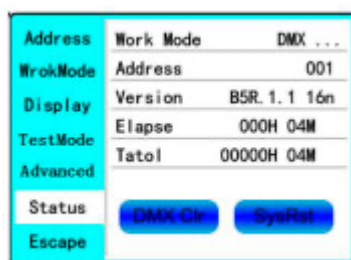 Address
WrokMode
Display
TestMode
Advanced
Status
Escape
Work Mode DMX ...
Address 001
Version B5R.1.1 16n
Elapse 000H 04M
Tatol 00000H 04M
DMX Clr SysRst